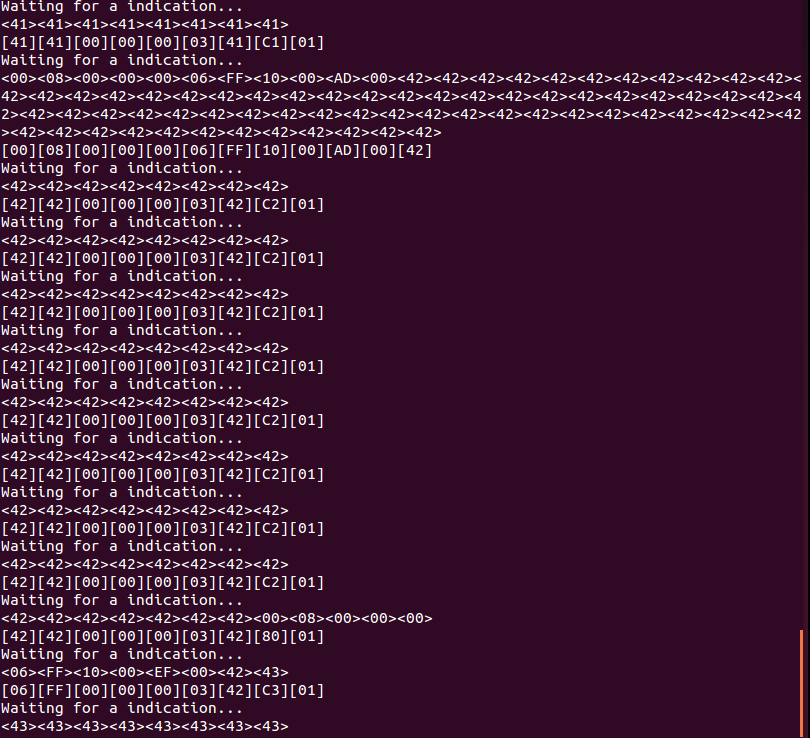 Waiting for a indication...
<41><41><41><41><41><41><41><41>
[41][41][00][00][00][03][41][C1][01]
Waiting for a indication...
<00><08><00><00><00><06><FF><10><00><AD><00><42><42><42><42><42><42><42><42><42><42><42><
42><42><42><42><42><42><42><42><42><42><42><42><42><42><42><42><42><42><42><42><42><42><4
2><42><42><42><42><42><42><42><42><42><42><42><42><42><42><42><42><42><42><42><42><42><42
><42><42><42><42><42><42><42><42><42><42><42><42>
[00][08][00][00][00][06][FF][10][00][AD][00][42]
Waiting for a indication...
<42><42><42><42><42><42><42><42>
[42][42][00][00][00][03][42][C2][01]
Waiting for a indication...
<42><42><42><42><42><42><42><42>
[42][42][00][00][00][03][42][C2][01]
Waiting for a indication...
<42><42><42><42><42><42><42><42>
[42][42][00][00][00][03][42][C2][01]
Waiting for a indication...
<42><42><42><42><42><42><42><42>
[42][42][00][00][00][03][42][C2][01]
Waiting for a indication...
<42><42><42><42><42><42><42><42>
[42][42][00][00][00][03][42][C2][01]
Waiting for a indication...
<42><42><42><42><42><42><42><42>
[42][42][00][00][00][03][42][C2][01]
Waiting for a indication...
<42><42><42><42><42><42><42><42>
[42][42][00][00][00][03][42][C2][01]
Waiting for a indication...
<42><42><42><42><42><42><42><42>
[42][42][00][00][00][03][42][C2][01]
Waiting for a indication...
<42><42><42><42><42><42><42><00><08><00><00><00>
[42][42][00][00][00][03][42][80][01]
Waiting for a indication...
<06><FF><10><00><EF><00><42><43>
[06][FF][00][00][00][03][42][C3][01]
Waiting for a indication...
<43><43><43><43><43><43><43><43>